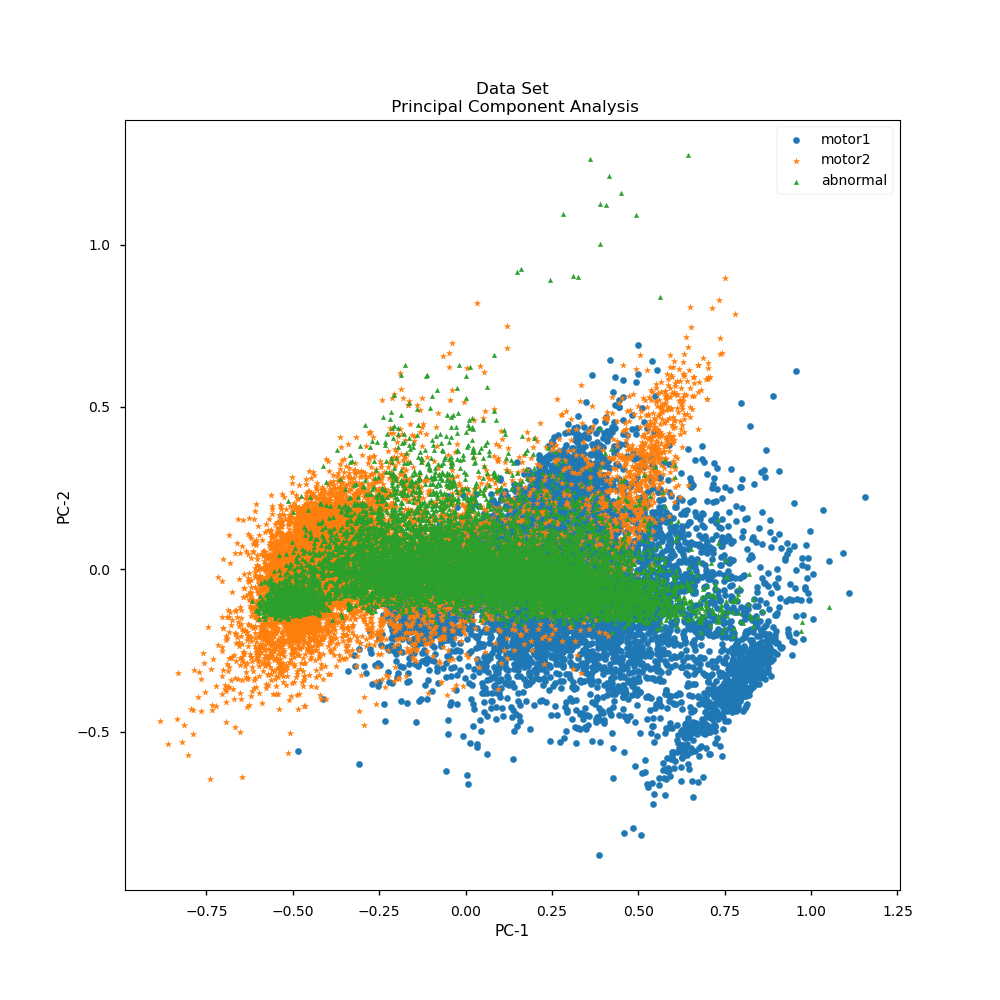 Data Set
Principal Component Analysis
motor1
motor2
abnormal
1.0
0.5
0.0
−0.5
PC-2
−0.75
−0.50
−0.25
0.00
0.25
0.50
0.75
1.00
1.25
PC-1